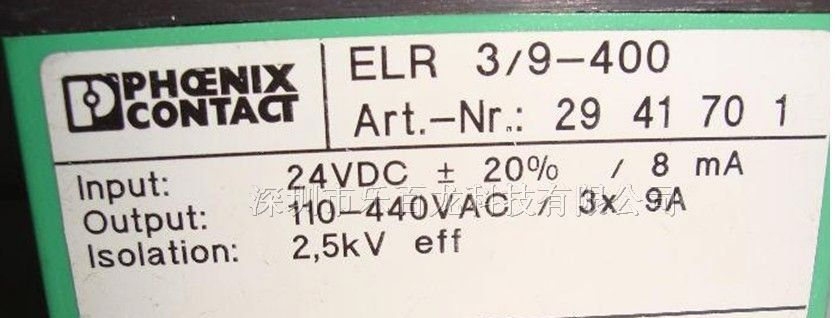 PHŒNIX
CONTACT
ELR 3/9-400
Art.-Nr.: 29 41 70 1
Input: 24VDC ± 20% / 8 mA
Output: 110-440VAC / 3x 9A
深圳市乐百龙科技有限公司
Isolation: 2,5kV eff